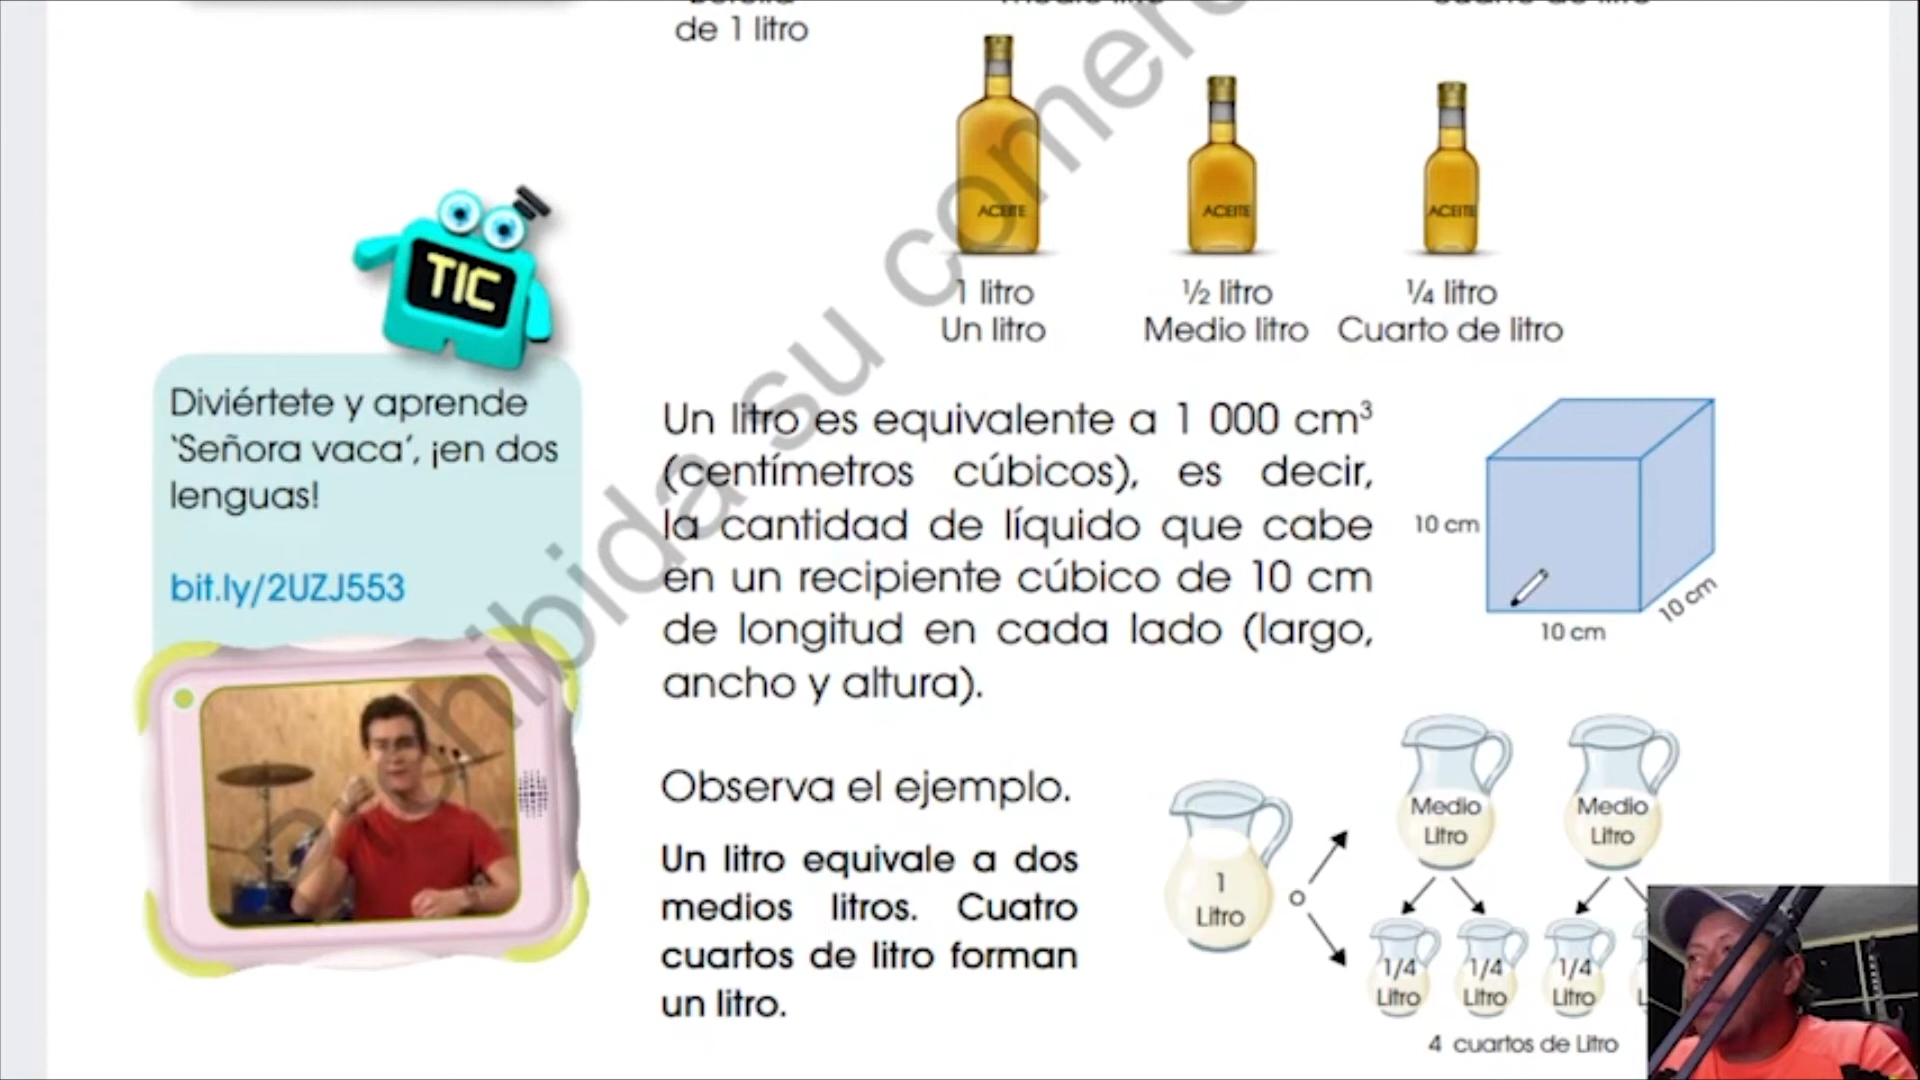 de 1 litro
ACEITE
ACEITE
ACEITE
1 litro
Un litro
½ litro
Medio litro
¼ litro
Cuarto de litro
TIC
Diviértete y aprende
‘Señora vaca’, ¡en dos
lenguas!
bit.ly/2UZJ553
Un litro es equivalente a 1 000 cm³
(centímetros cúbicos), es decir,
la cantidad de líquido que cabe
en un recipiente cúbico de 10 cm
de longitud en cada lado (largo,
ancho y altura).
10 cm
10 cm
10 cm
Observa el ejemplo.
Un litro equivale a dos
medios litros. Cuatro
cuartos de litro forman
un litro.
1
Litro
Medio
Litro
Medio
Litro
1/4
Litro
1/4
Litro
1/4
Litro
4 cuartos de Litro
su